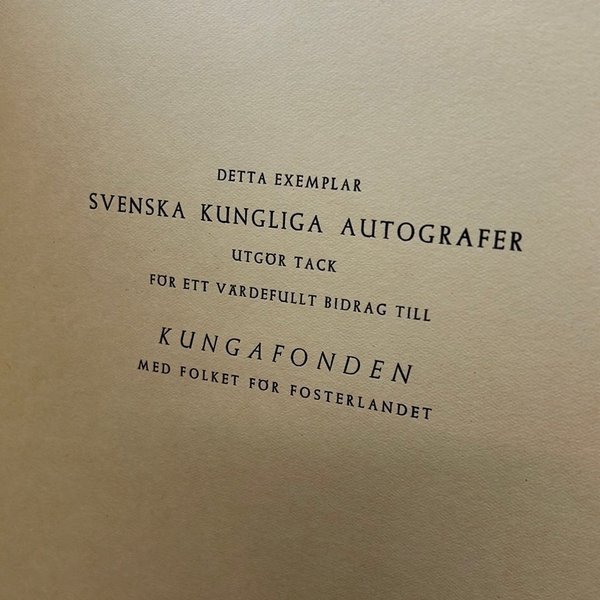 DETTA EXEMPLAR
SVENSKA KUNGLIGA AUTOGRAFER
UTGÖR TACK
FÖR ETT VÄRDEFULLT BIDRAG TILL
KUNGAFONDEN
MED FOLKET FÖR FOSTERLANDET